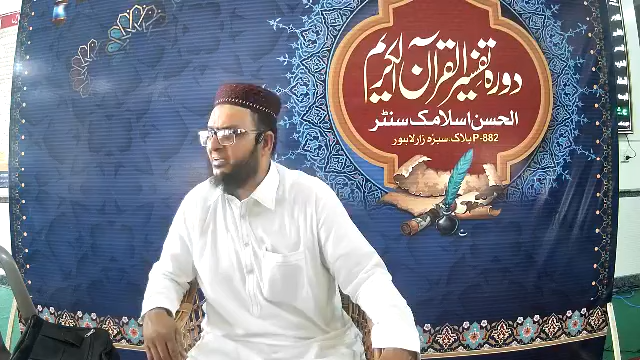 دورہ تفسیر القرآن الکریم
الحسن اسلامک سنٹر
P-882 بلاک سبزہ زار لاہور